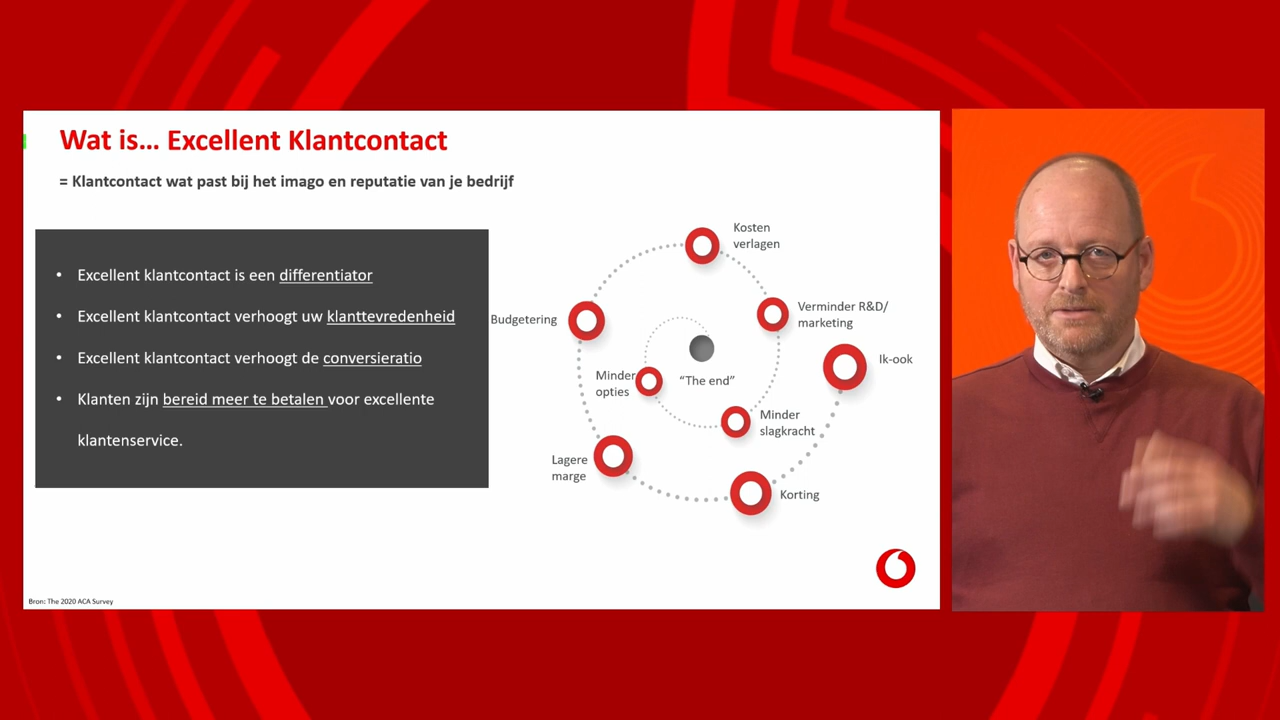 Wat is... Excellent Klantcontact
= Klantcontact wat past bij het imago en reputatie van je bedrijf
• Excellent klantcontact is een differentiator
• Excellent klantcontact verhoogt uw klanttevredenheid
• Excellent klantcontact verhoogt de conversieratio
• Klanten zijn bereid meer te betalen voor excellente
klantenservice.
Kosten
verlagen
Budgetering
Verminder R&D/
marketing
Ik-ook
Minder
opties
"The end"
Minder
slagkracht
Lagere
marge
Korting
Bron: The 2020 ACA Survey